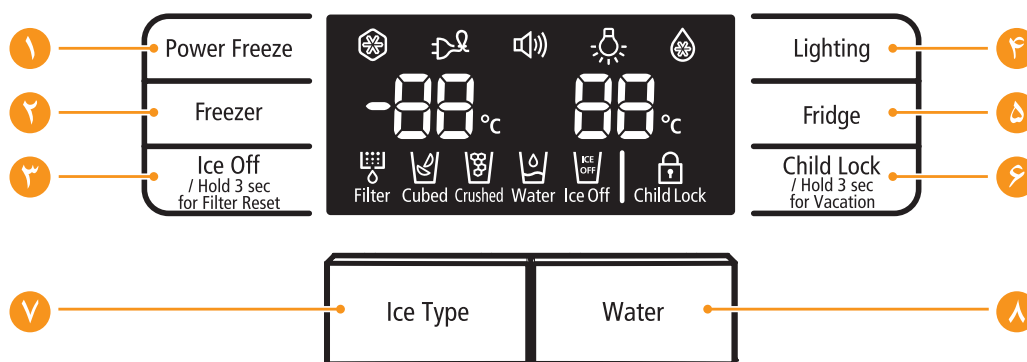 ۱ Power Freeze
۲ Freezer
۳ Ice Off
/ Hold 3 sec
for Filter Reset
-88 °C 88 °C
Filter Cubed Crushed Water ICE OFF Ice Off Child Lock
Lighting ۴
Fridge ۵
Child Lock ۶
/ Hold 3 sec
for Vacation
۷ Ice Type
Water ۸